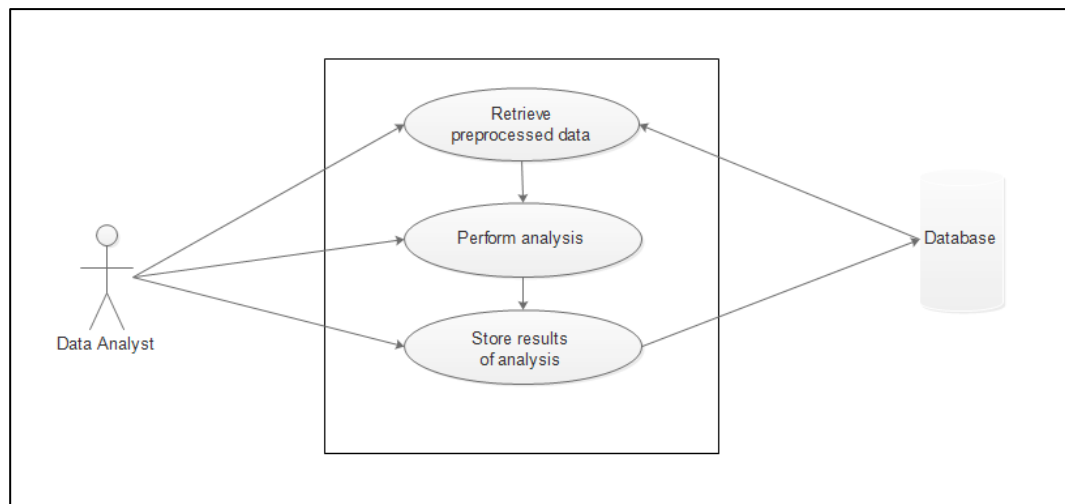 Retrieve
preprocessed data
Perform analysis
Database
Store results
of analysis
Data Analyst